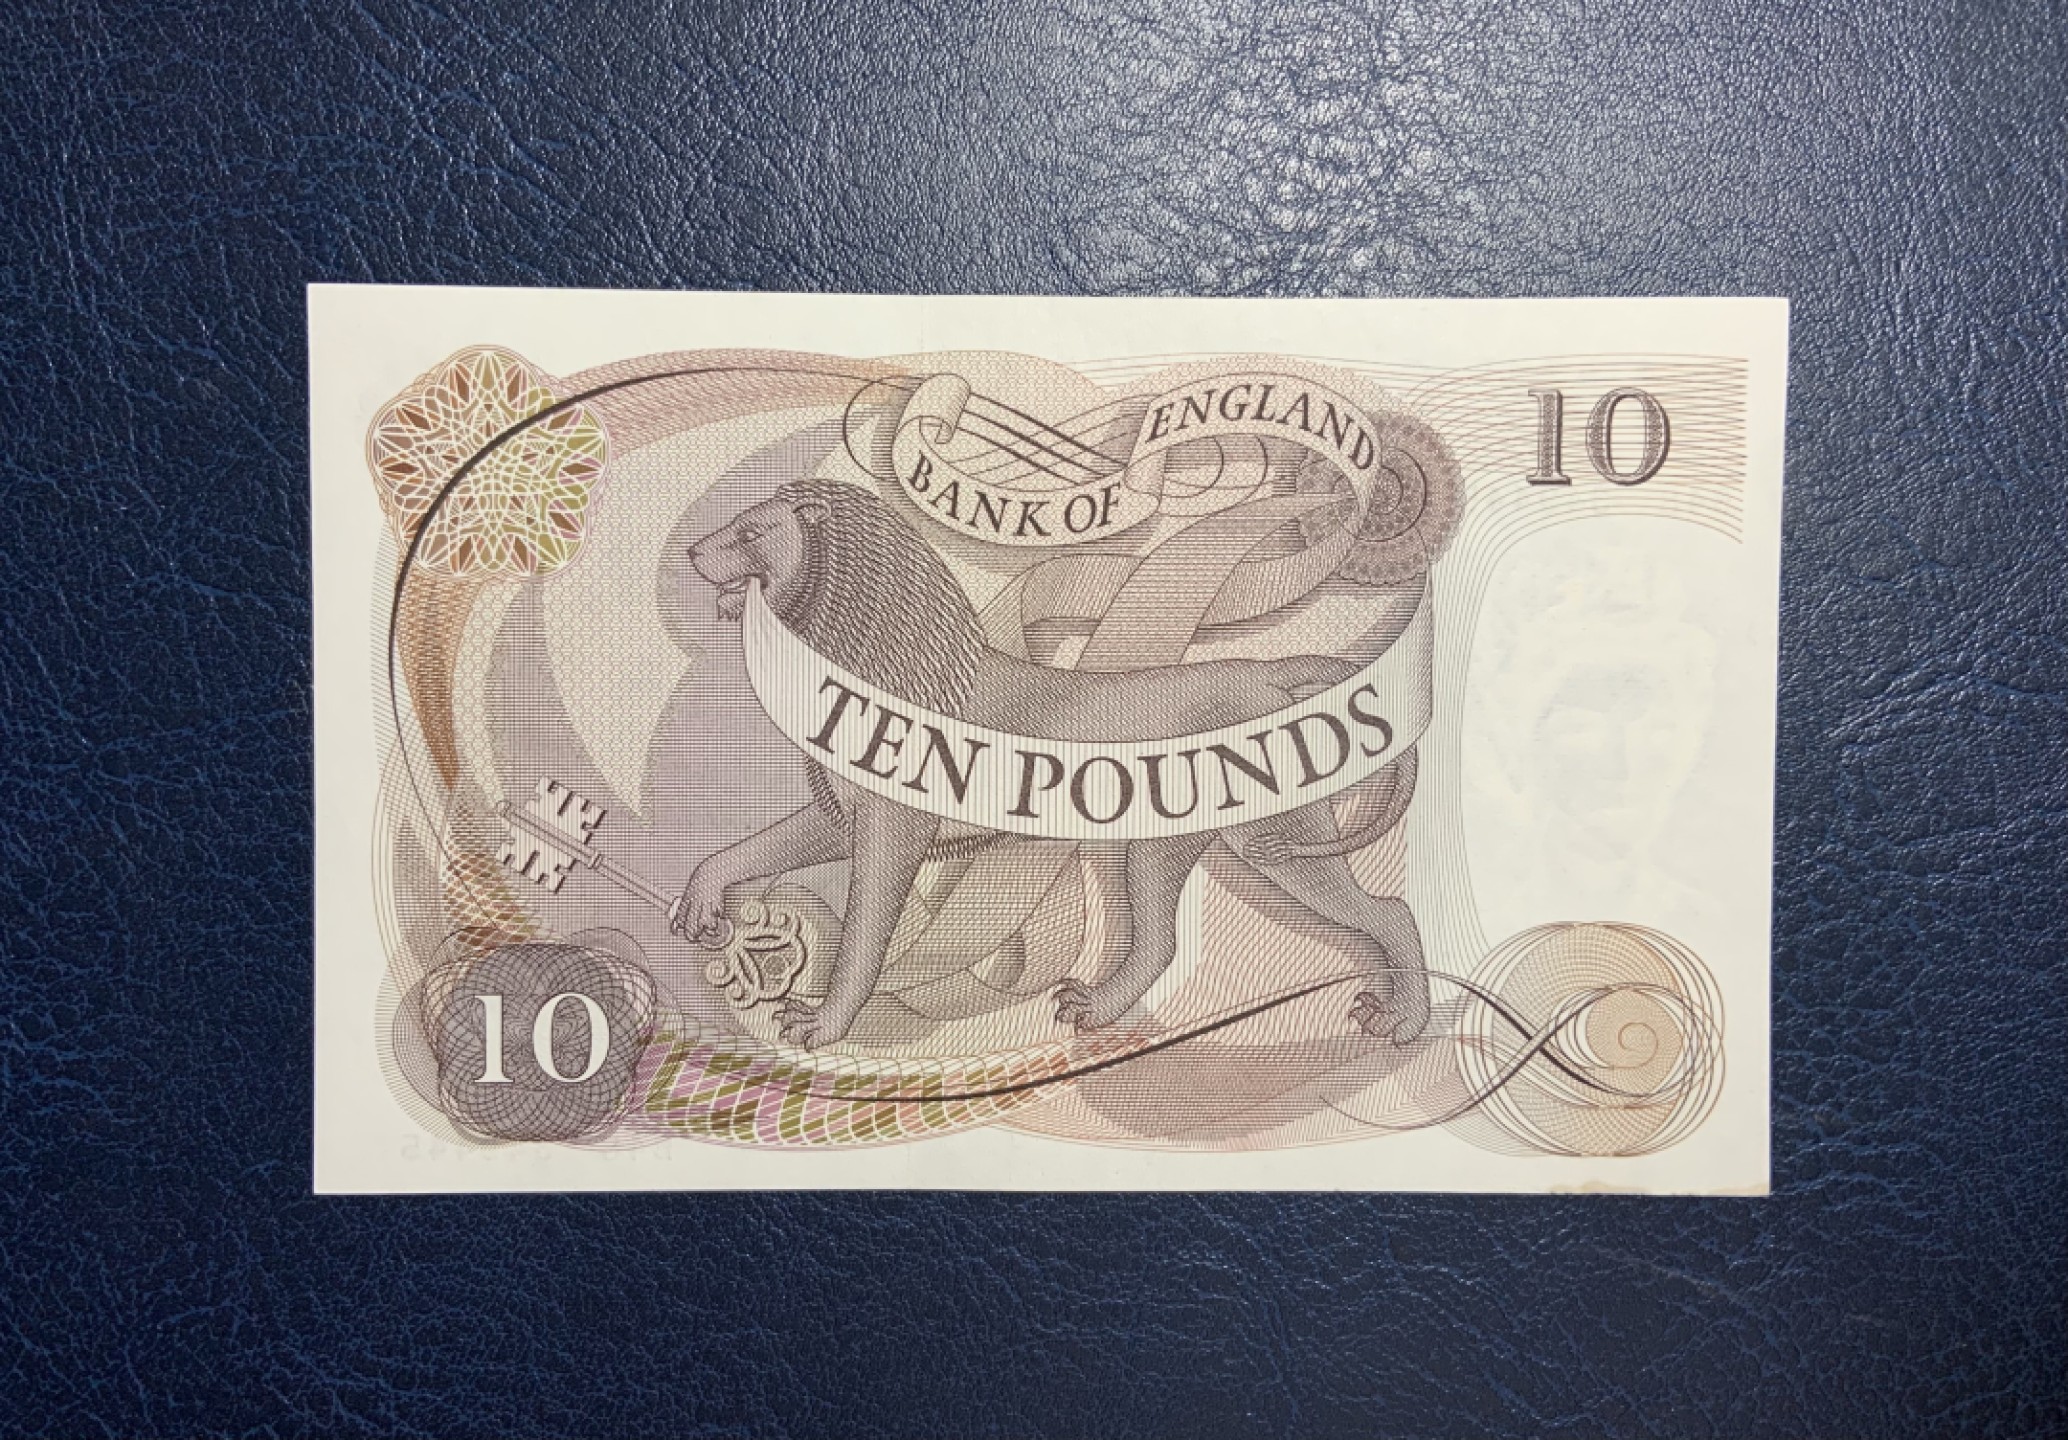 BANK OF ENGLAND
10
TEN POUNDS
10